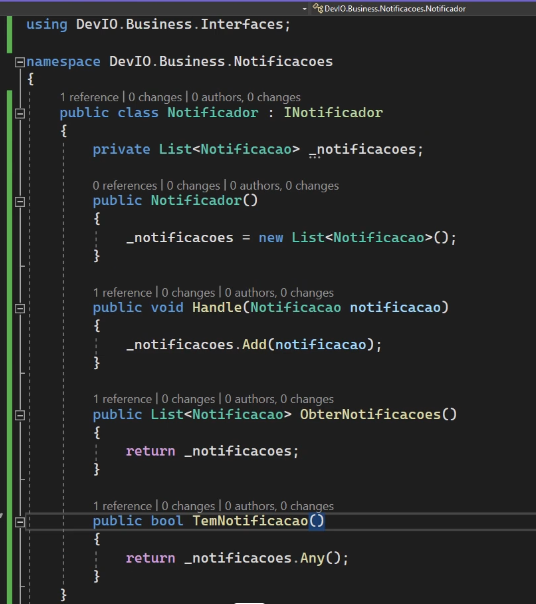 DevIO.Business.Notificacoes.Notificador
using DevIO.Business.Interfaces;
namespace DevIO.Business.Notificacoes
{
1 reference | 0 changes | 0 authors, 0 changes
public class Notificador : INotificador
{
private List<Notificacao> _notificacoes;
0 references | 0 changes | 0 authors, 0 changes
public Notificador()
{
_notificacoes = new List<Notificacao>();
}
1 reference | 0 changes | 0 authors, 0 changes
public void Handle(Notificacao notificacao)
{
_notificacoes.Add(notificacao);
}
1 reference | 0 changes | 0 authors, 0 changes
public List<Notificacao> ObterNotificacoes()
{
return _notificacoes;
}
1 reference | 0 changes | 0 authors, 0 changes
public bool TemNotificacao()
{
return _notificacoes.Any();
}
}